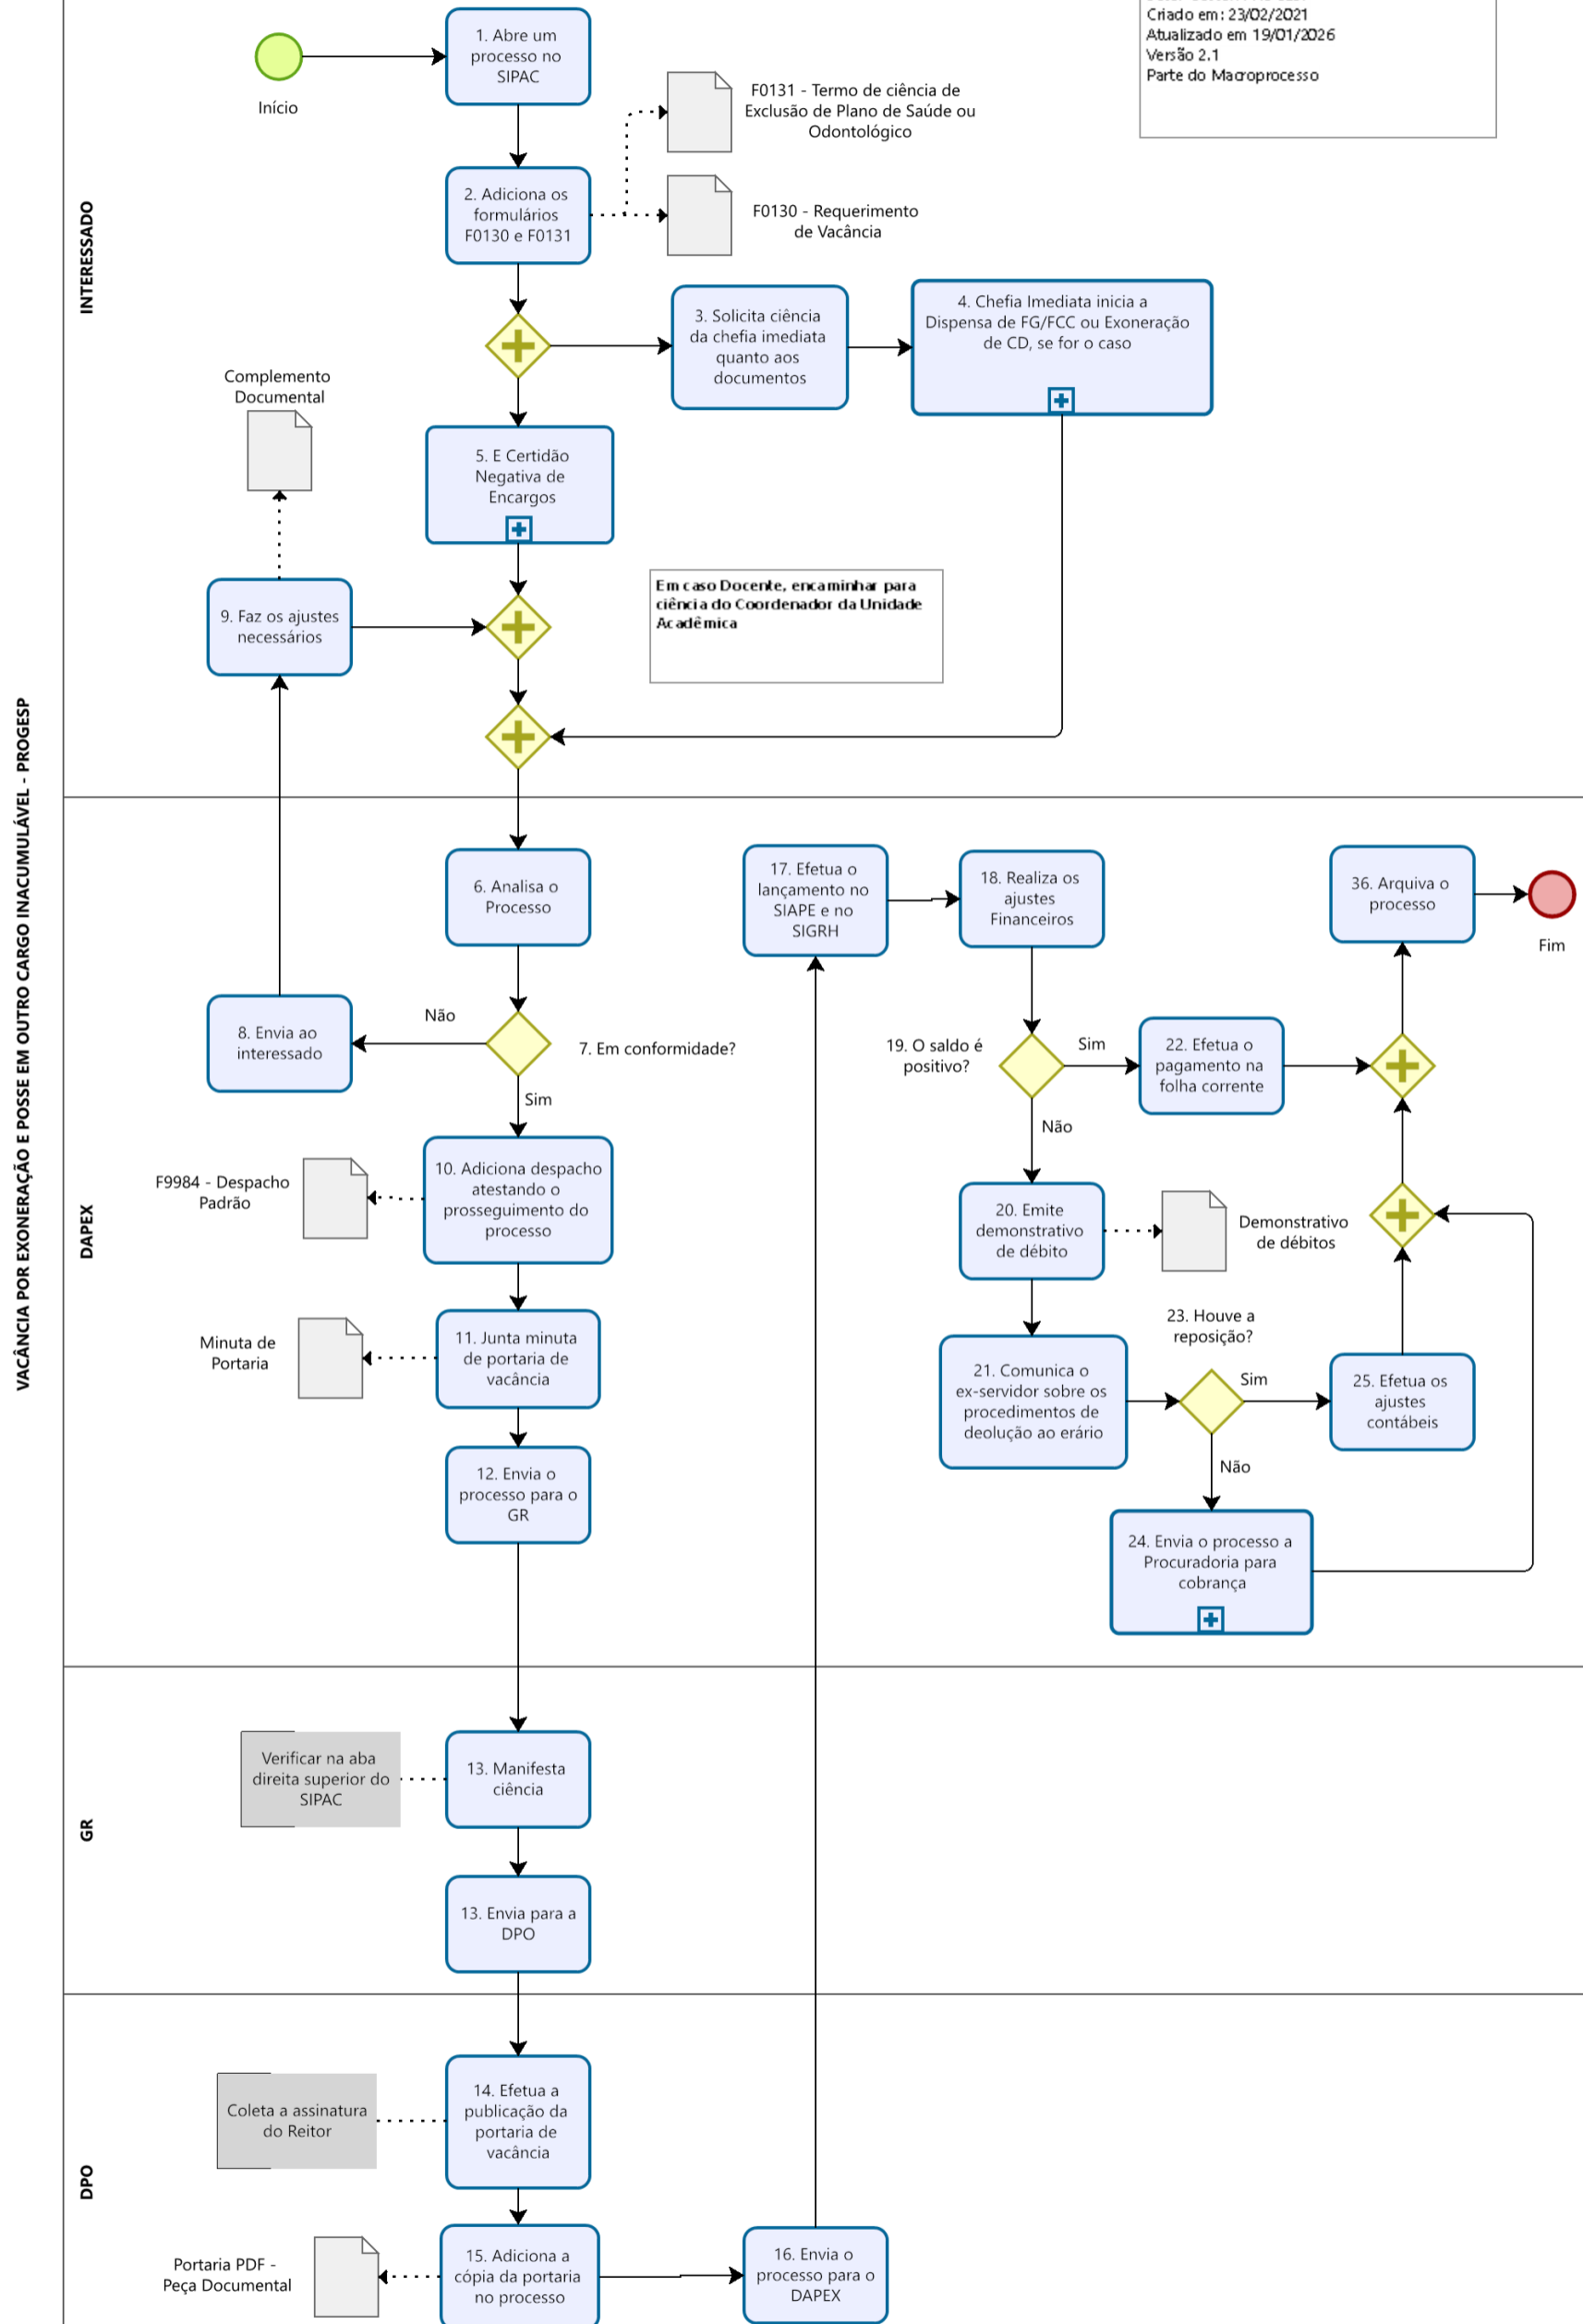 Criado em: 23/02/2021
Atualizado em 19/01/2026
Versão 2.1
Parte do Macroprocesso
VACÂNCIA POR EXONERAÇÃO E POSSE EM OUTRO CARGO INACUMULÁVEL - PROGESP
INTERESSADO
Início
1. Abre um
processo no
SIPAC
F0131 - Termo de ciência de
Exclusão de Plano de Saúde ou
Odontológico
2. Adiciona os
formulários
F0130 e F0131
F0130 - Requerimento
de Vacância
3. Solicita ciência
da chefia imediata
quanto aos
documentos
4. Chefia Imediata inicia a
Dispensa de FG/FCC ou Exoneração
de CD, se for o caso
Complemento
Documental
5. E Certidão
Negativa de
Encargos
9. Faz os ajustes
necessários
Em caso Docente, encaminhar para
ciência do Coordenador da Unidade
Acadêmica
DAPEX
6. Analisa o
Processo
7. Em conformidade?
Não
Sim
8. Envia ao
interessado
10. Adiciona despacho
atestando o
prosseguimento do
processo
F9984 - Despacho
Padrão
11. Junta minuta
de portaria de
vacância
Minuta de
Portaria
12. Envia o
processo para o
GR
17. Efetua o
lançamento no
SIAPE e no
SIGRH
18. Realiza os
ajustes
Financeiros
36. Arquiva o
processo
Fim
19. O saldo é
positivo?
Sim
Não
22. Efetua o
pagamento na
folha corrente
20. Emite
demonstrativo
de débito
Demonstrativo
de débitos
21. Comunica o
ex-servidor sobre os
procedimentos de
deolução ao erário
23. Houve a
reposição?
Sim
Não
25. Efetua os
ajustes
contábeis
24. Envia o processo a
Procuradoria para
cobrança
GR
Verificar na aba
direita superior do
SIPAC
13. Manifesta
ciência
13. Envia para a
DPO
DPO
Coleta a assinatura
do Reitor
14. Efetua a
publicação da
portaria de
vacância
Portaria PDF -
Peça Documental
15. Adiciona a
cópia da portaria
no processo
16. Envia o
processo para o
DAPEX